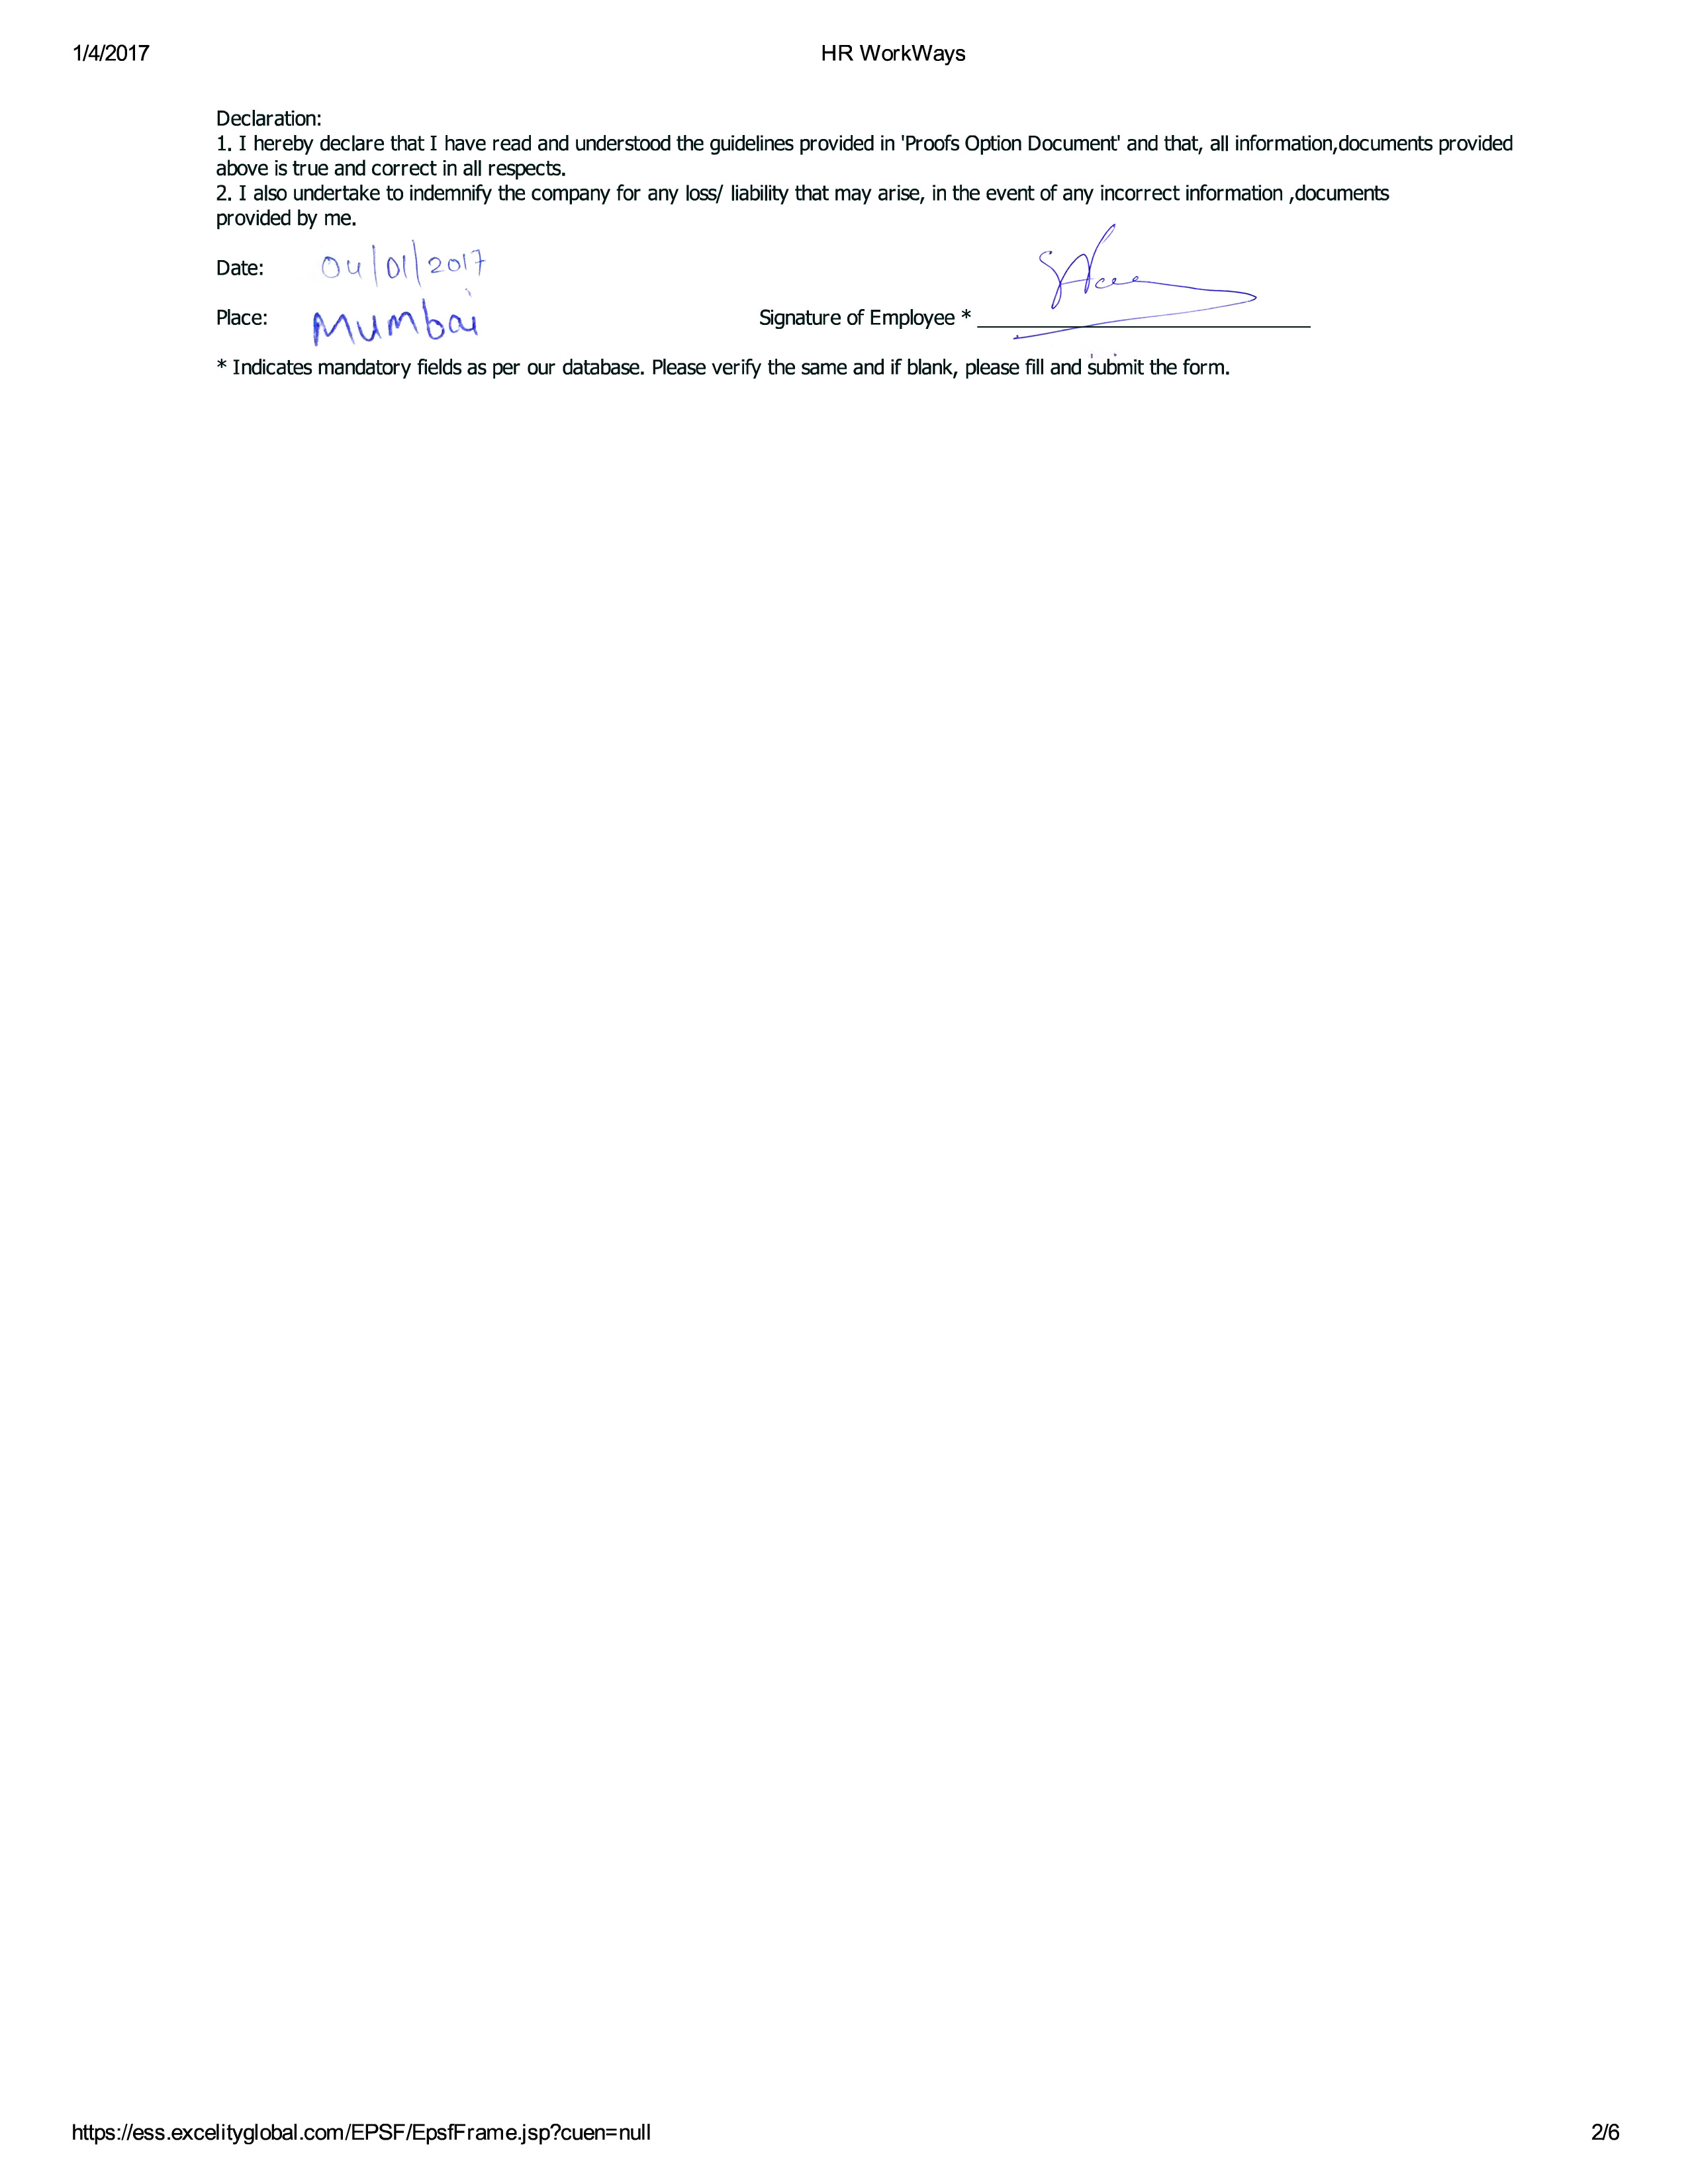 1/4/2017 HR WorkWays
Declaration:
1. I hereby declare that I have read and understood the guidelines provided in 'Proofs Option Document' and that, all information,documents provided
above is true and correct in all respects.
2. I also undertake to indemnify the company for any loss/ liability that may arise, in the event of any incorrect information ,documents
provided by me.
Date: 04/01/2017
Place: Mumbai Signature of Employee *
* Indicates mandatory fields as per our database. Please verify the same and if blank, please fill and submit the form.
https://ess.excelityglobal.com/EPSF/EpsfFrame.jsp?cuen=null 2/6